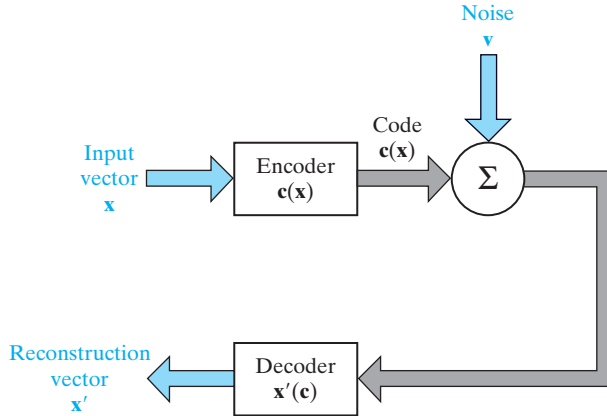 Noise
v
Code
c(x)
Input
vector
x
Encoder
c(x)
Σ
Reconstruction
vector
x′
Decoder
x′(c)